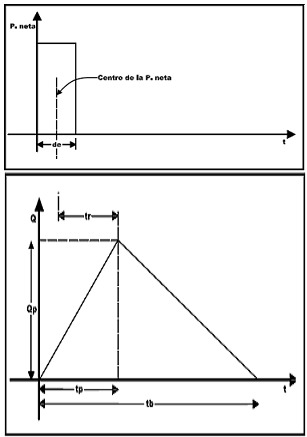 P. neta
Centro de la P. neta
de
t
tr
Q
Qp
tp
t
tb